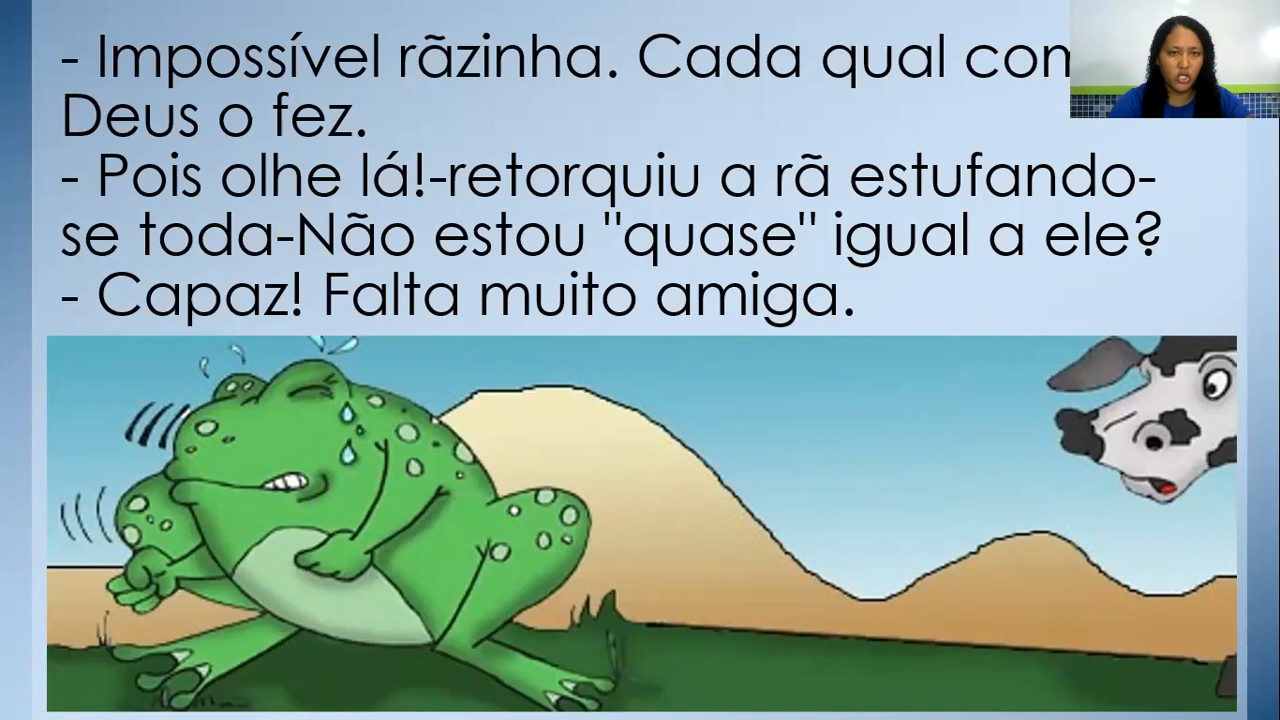 - Impossível rãzinha. Cada qual com
Deus o fez.
- Pois olhe lá!-retorquiu a rã estufando-
se toda-Não estou "quase" igual a ele?
- Capaz! Falta muito amiga.